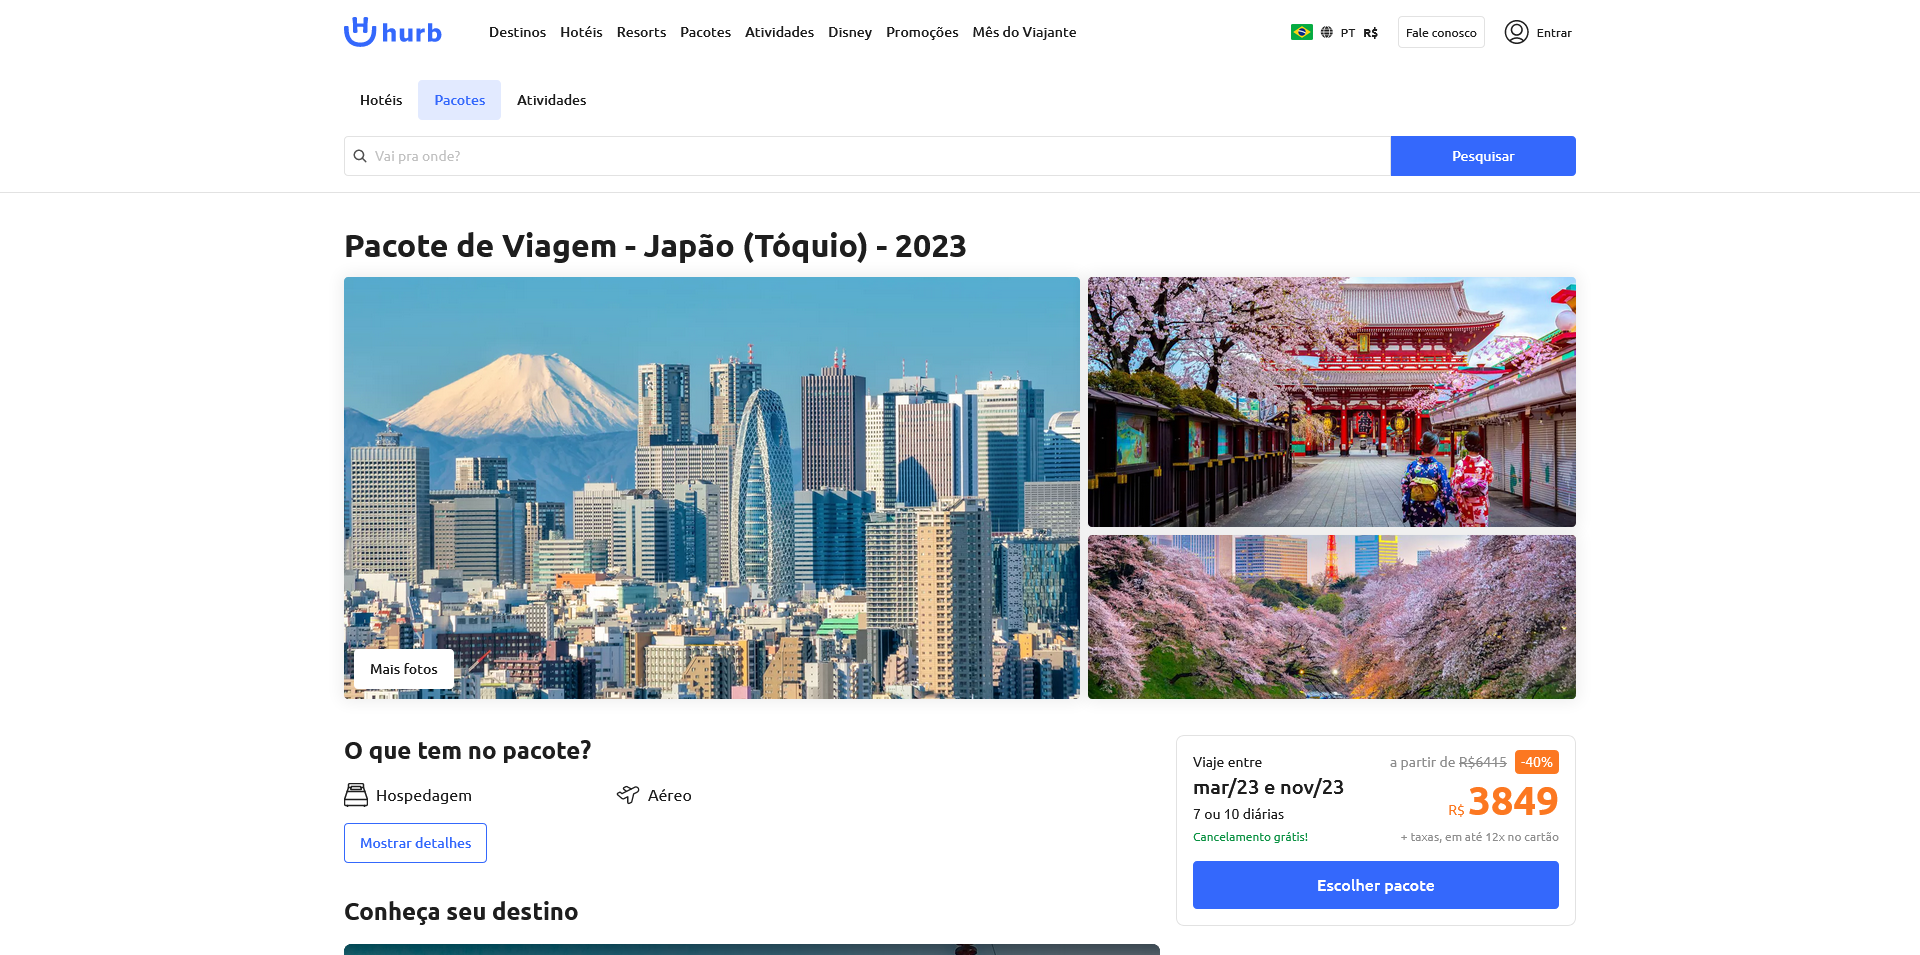 hurb
Destinos Hotéis Resorts Pacotes Atividades Disney Promoções Mês do Viajante
PT R$
Fale conosco
Entrar
Hotéis Pacotes Atividades
Vai pra onde?
Pesquisar
Pacote de Viagem - Japão (Tóquio) - 2023
Mais fotos
O que tem no pacote?
Hospedagem
Aéreo
Mostrar detalhes
Conheça seu destino
Viaje entre
mar/23 e nov/23
7 ou 10 diárias
Cancelamento grátis!
a partir de R$6415 -40%
R$ 3849
+ taxas, em até 12x no cartão
Escolher pacote